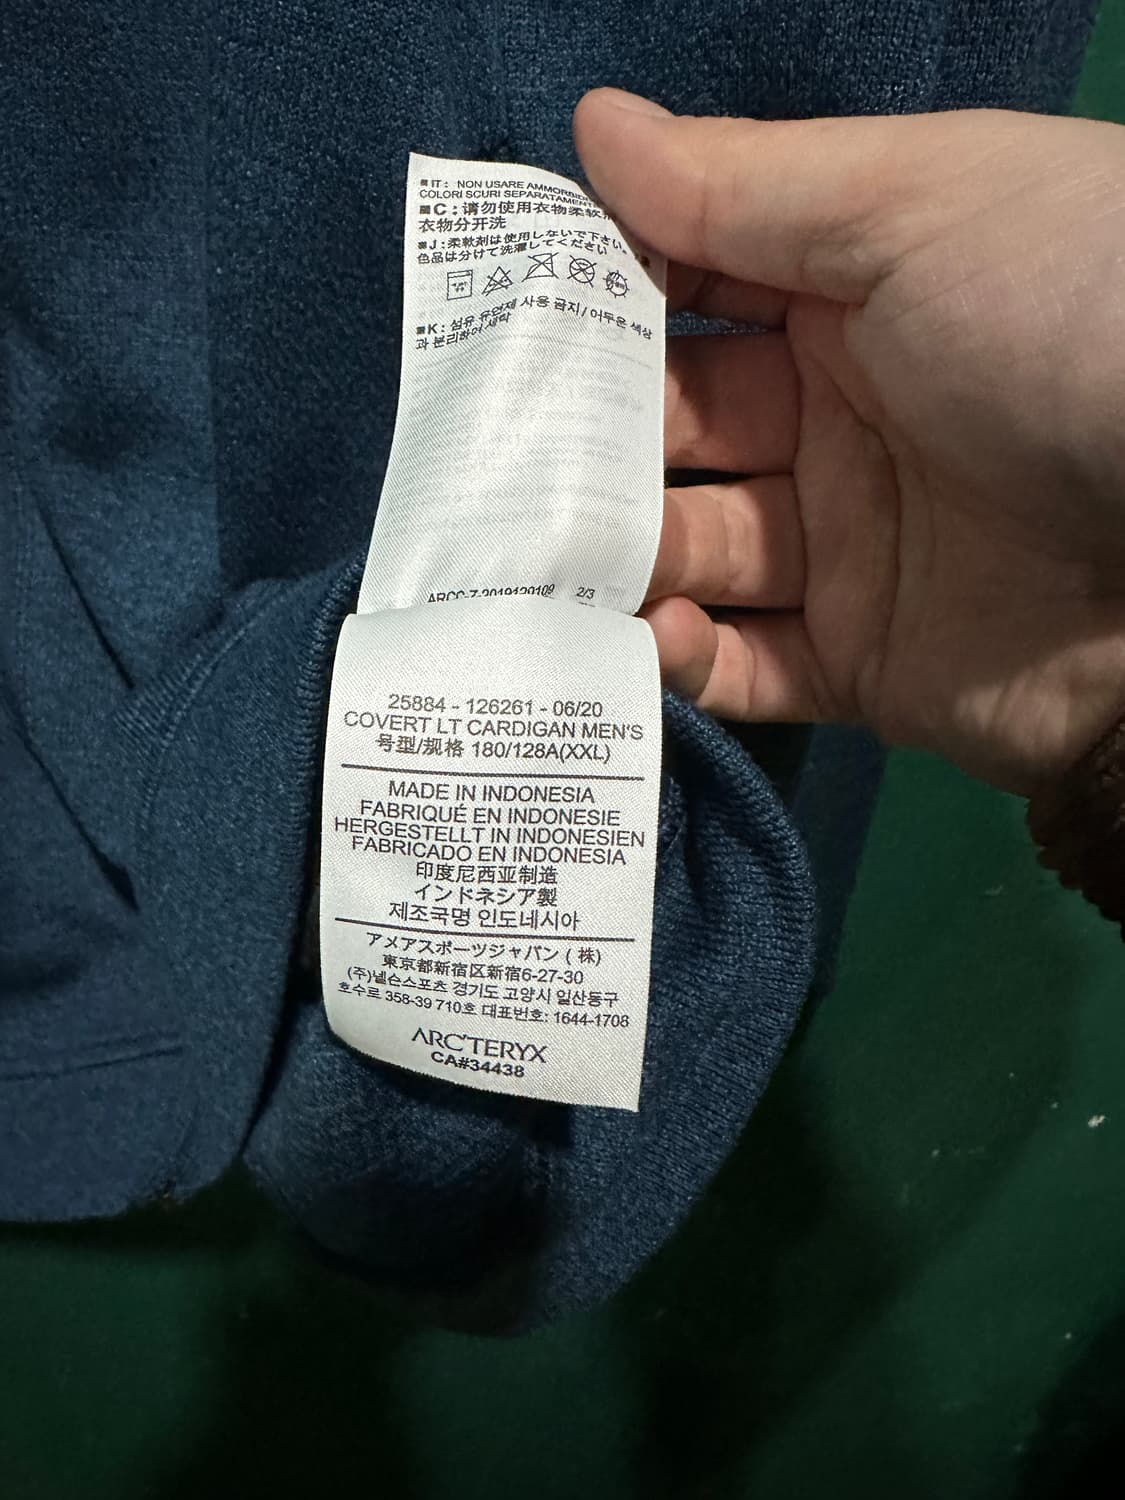 ■IT: NON USARE AMMORBID
COLORI SCURI SEPARATAMENT
■C:请勿使用衣物柔软剂
衣物分开洗
■J:柔軟剤は使用しないで下さい。
色品は分けて洗濯してください
■K: 섬유 유연제 사용 금지/어두운 색상
과 분리하여 세탁
ARCC-Z-2019120109 2/3
25884 - 126261 - 06/20
COVERT LT CARDIGAN MEN'S
号型/规格 180/128A(XXL)
MADE IN INDONESIA
FABRIQUÉ EN INDONESIE
HERGESTELLT IN INDONESIEN
FABRICADO EN INDONESIA
印度尼西亚制造
インドネシア製
제조국명 인도네시아
アメアスポーツジャパン(株)
東京都新宿区新宿6-27-30
(주)넬슨스포츠 경기도 고양시 일산동구
호수로 358-39 710호 대표번호: 1644-1708
ARC'TERYX
CA#34438